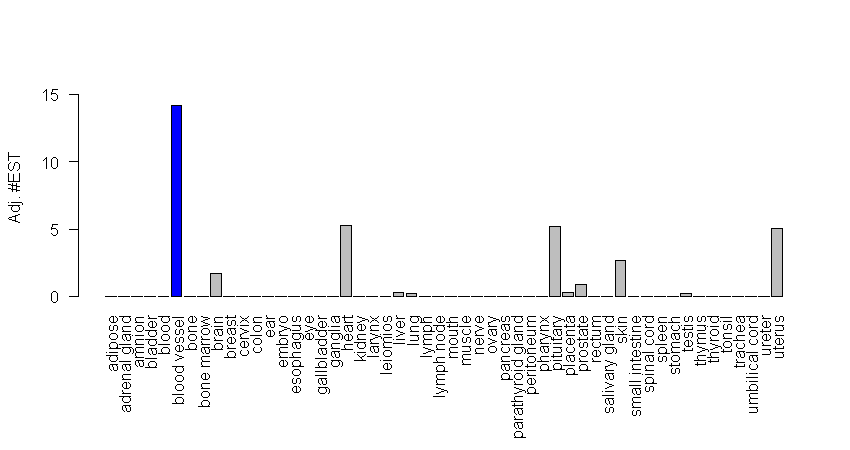 Adj. #EST
15
10
5
0
adipose
adrenal gland
amnion
bladder
blood
blood vessel
bone
bone marrow
brain
breast
cervix
colon
ear
embryo
esophagus
eye
gallbladder
ganglia
heart
kidney
larynx
leiomios
liver
lung
lymph
lymph node
mouth
muscle
nerve
ovary
pancreas
parathyroid gland
peritoneum
pharynx
pituitary
placenta
prostate
rectum
salivary gland
skin
small intestine
spinal cord
spleen
stomach
testis
thymus
thyroid
tonsil
trachea
umbilical cord
ureter
uterus